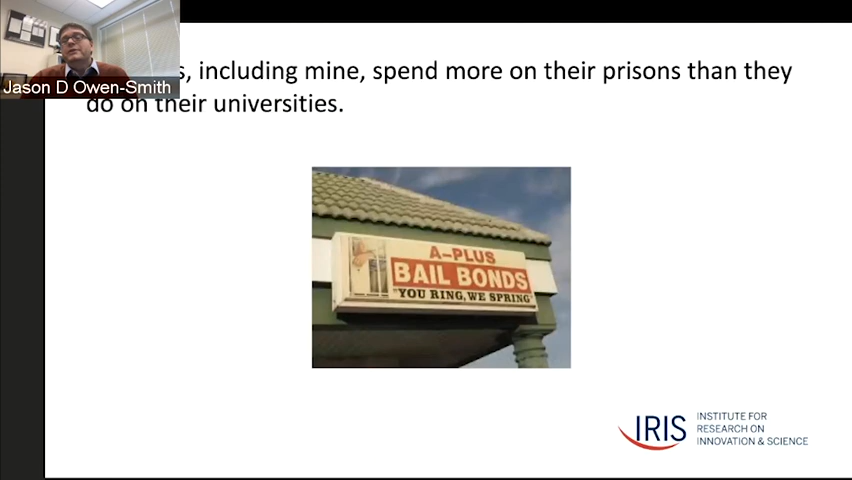 Jason D Owen-Smith
s, including mine, spend more on their prisons than they
do on their universities.
A-PLUS
BAIL BONDS
"YOU RING, WE SPRING"
IRIS
INSTITUTE FOR
RESEARCH ON
INNOVATION & SCIENCE